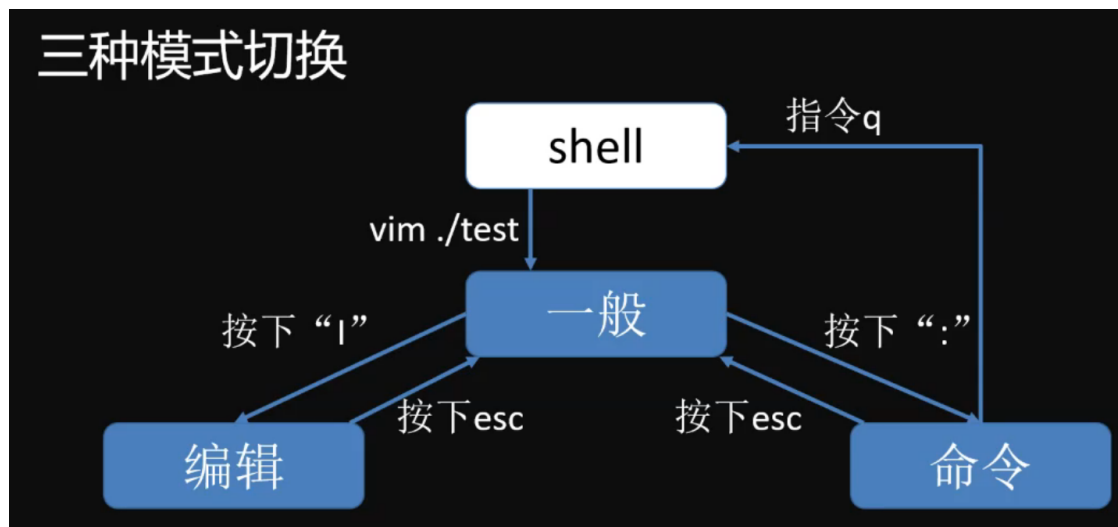 三种模式切换
指令q
shell
vim ./test
一般
按下“I”
按下“:”
按下esc
按下esc
编辑
命令